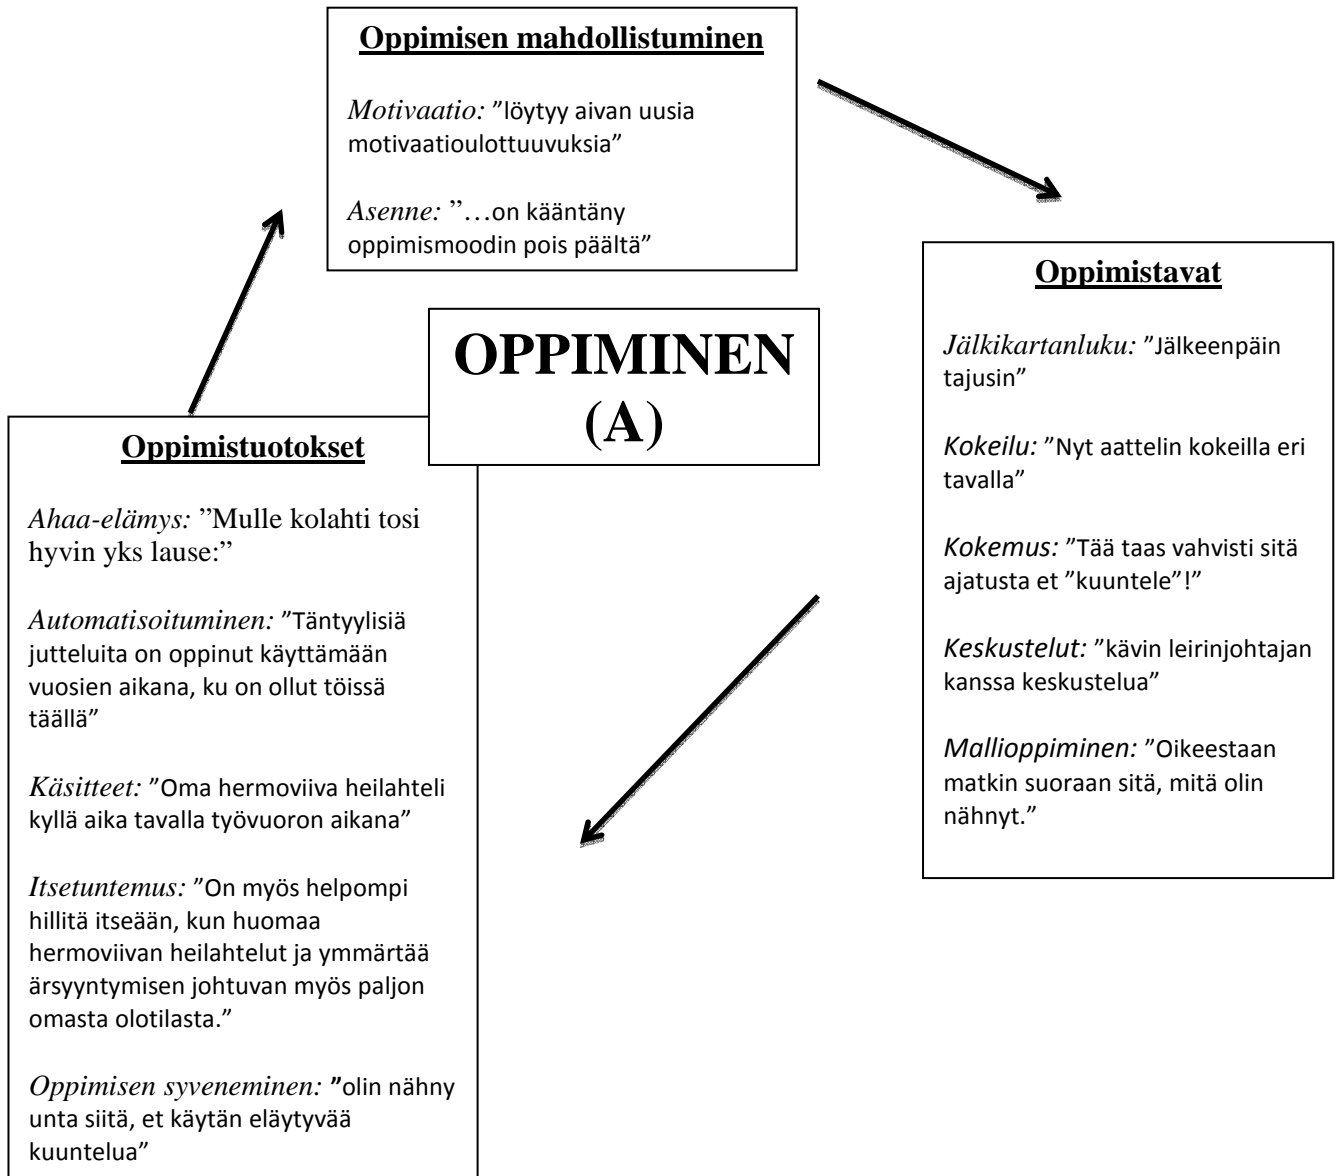 Oppimisen mahdollistuminen
Motivaatio: ”löytyy aivan uusia
motivaatioulottuuvuksia”
Asenne: ”…on kääntäny
oppimismoodin pois päältä”
OPPIMINEN
(A)
Oppimistavat
Jälkikartanluku: ”Jälkeenpäin
tajusin”
Kokeilu: ”Nyt aattelin kokeilla eri
tavalla”
Kokemus: ”Tää taas vahvisti sitä
ajatusta et ”kuuntele”!”
Keskustelut: ”kävin leirinjohtajan
kanssa keskustelua”
Mallioppiminen: ”Oikeestaan
matkin suoraan sitä, mitä olin
nähnyt.”
Oppimistuotokset
Ahaa-elämys: ”Mulle kolahti tosi
hyvin yks lause:”
Automatisoituminen: ”Täntyylisiä
jutteluita on oppinut käyttämään
vuosien aikana, ku on ollut töissä
täällä”
Käsitteet: ”Oma hermoviiva heilahteli
kyllä aika tavalla työvuoron aikana”
Itsetuntemus: ”On myös helpompi
hillitä itseään, kun huomaa
hermoviivan heilahtelut ja ymmärtää
ärsyyntymisen johtuvan myös paljon
omasta olotilasta.”
Oppimisen syveneminen: ”olin nähny
unta siitä, et käytän eläytyvää
kuuntelua”